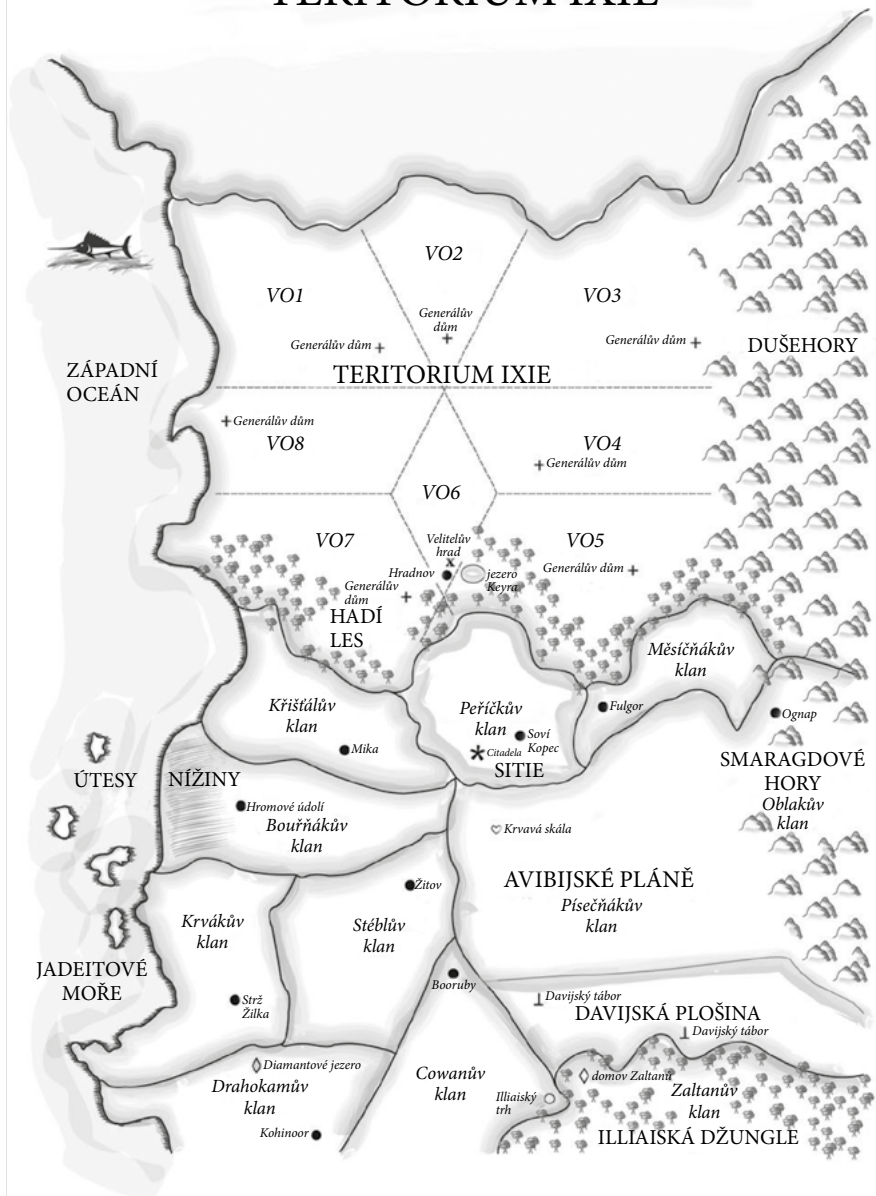 TERITORIUM IXIE
VO2
VO1
VO3
Generálův
dům
Generálův dům
Generálův dům
DUŠEHORY
ZÁPADNÍ
OCEÁN
TERITORIUM IXIE
Generálův dům
VO8
VO4
Generálův dům
VO6
VO7
Velitelův
hrad
x
VO5
Hradnov
jezero
Keyra
Generálův dům
Generálův
dům
HADÍ
LES
Měsíčňákův
klan
Křišťálův
klan
Peříčkův
klan
Fulgor
Ognap
Soví
Kopec
Mika
Citadela
SITIE
SMARAGDOVÉ
HORY
Oblakův
klan
ÚTESY
NÍŽINY
Hromové údolí
Bouřňákův
klan
Krvavá skála
AVIBIJSKÉ PLÁNĚ
Písečňákův
klan
Žitov
Krvákův
klan
Stéblův
klan
JADEITOVÉ
MOŘE
Booruby
Strž
Žilka
Davijský tábor
DAVIJSKÁ PLOŠINA
Davijský tábor
Diamantové jezero
Drahokamův
klan
Cowanův
klan
domov Zaltanů
Illiaiský
trh
Zaltanův
klan
Kohinoor
ILLIAISKÁ DŽUNGLE